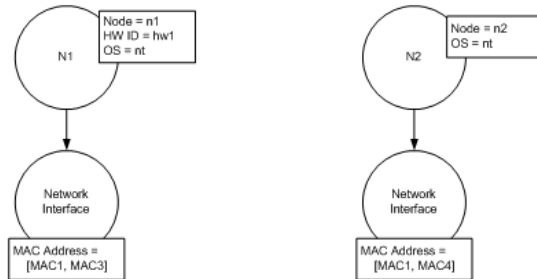 N1
Node = n1
HW ID = hw1
OS = nt
Network
Interface
MAC Address =
[MAC1, MAC3]
N2
Node = n2
OS = nt
Network
Interface
MAC Address =
[MAC1, MAC4]